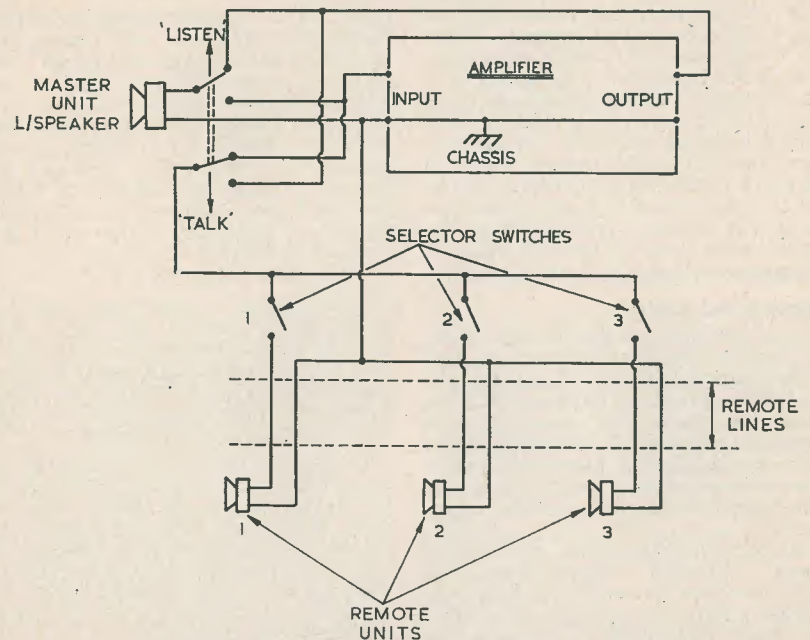 'LISTEN'
MASTER
UNIT
L/SPEAKER
AMPLIFIER
INPUT
OUTPUT
CHASSIS
'TALK'
SELECTOR SWITCHES
1
2
3
REMOTE
LINES
1
2
3
REMOTE
UNITS